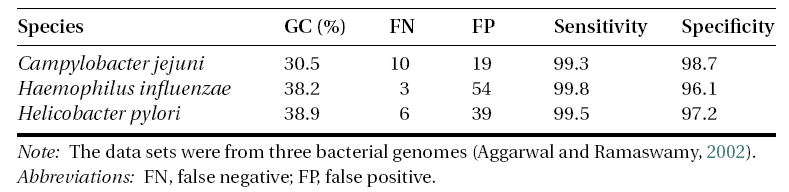 Species GC (%) FN FP Sensitivity Specificity
Campylobacter jejuni 30.5 10 19 99.3 98.7
Haemophilus influenzae 38.2 3 54 99.8 96.1
Helicobacter pylori 38.9 6 39 99.5 97.2
Note: The data sets were from three bacterial genomes (Aggarwal and Ramaswamy, 2002).
Abbreviations: FN, false negative; FP, false positive.